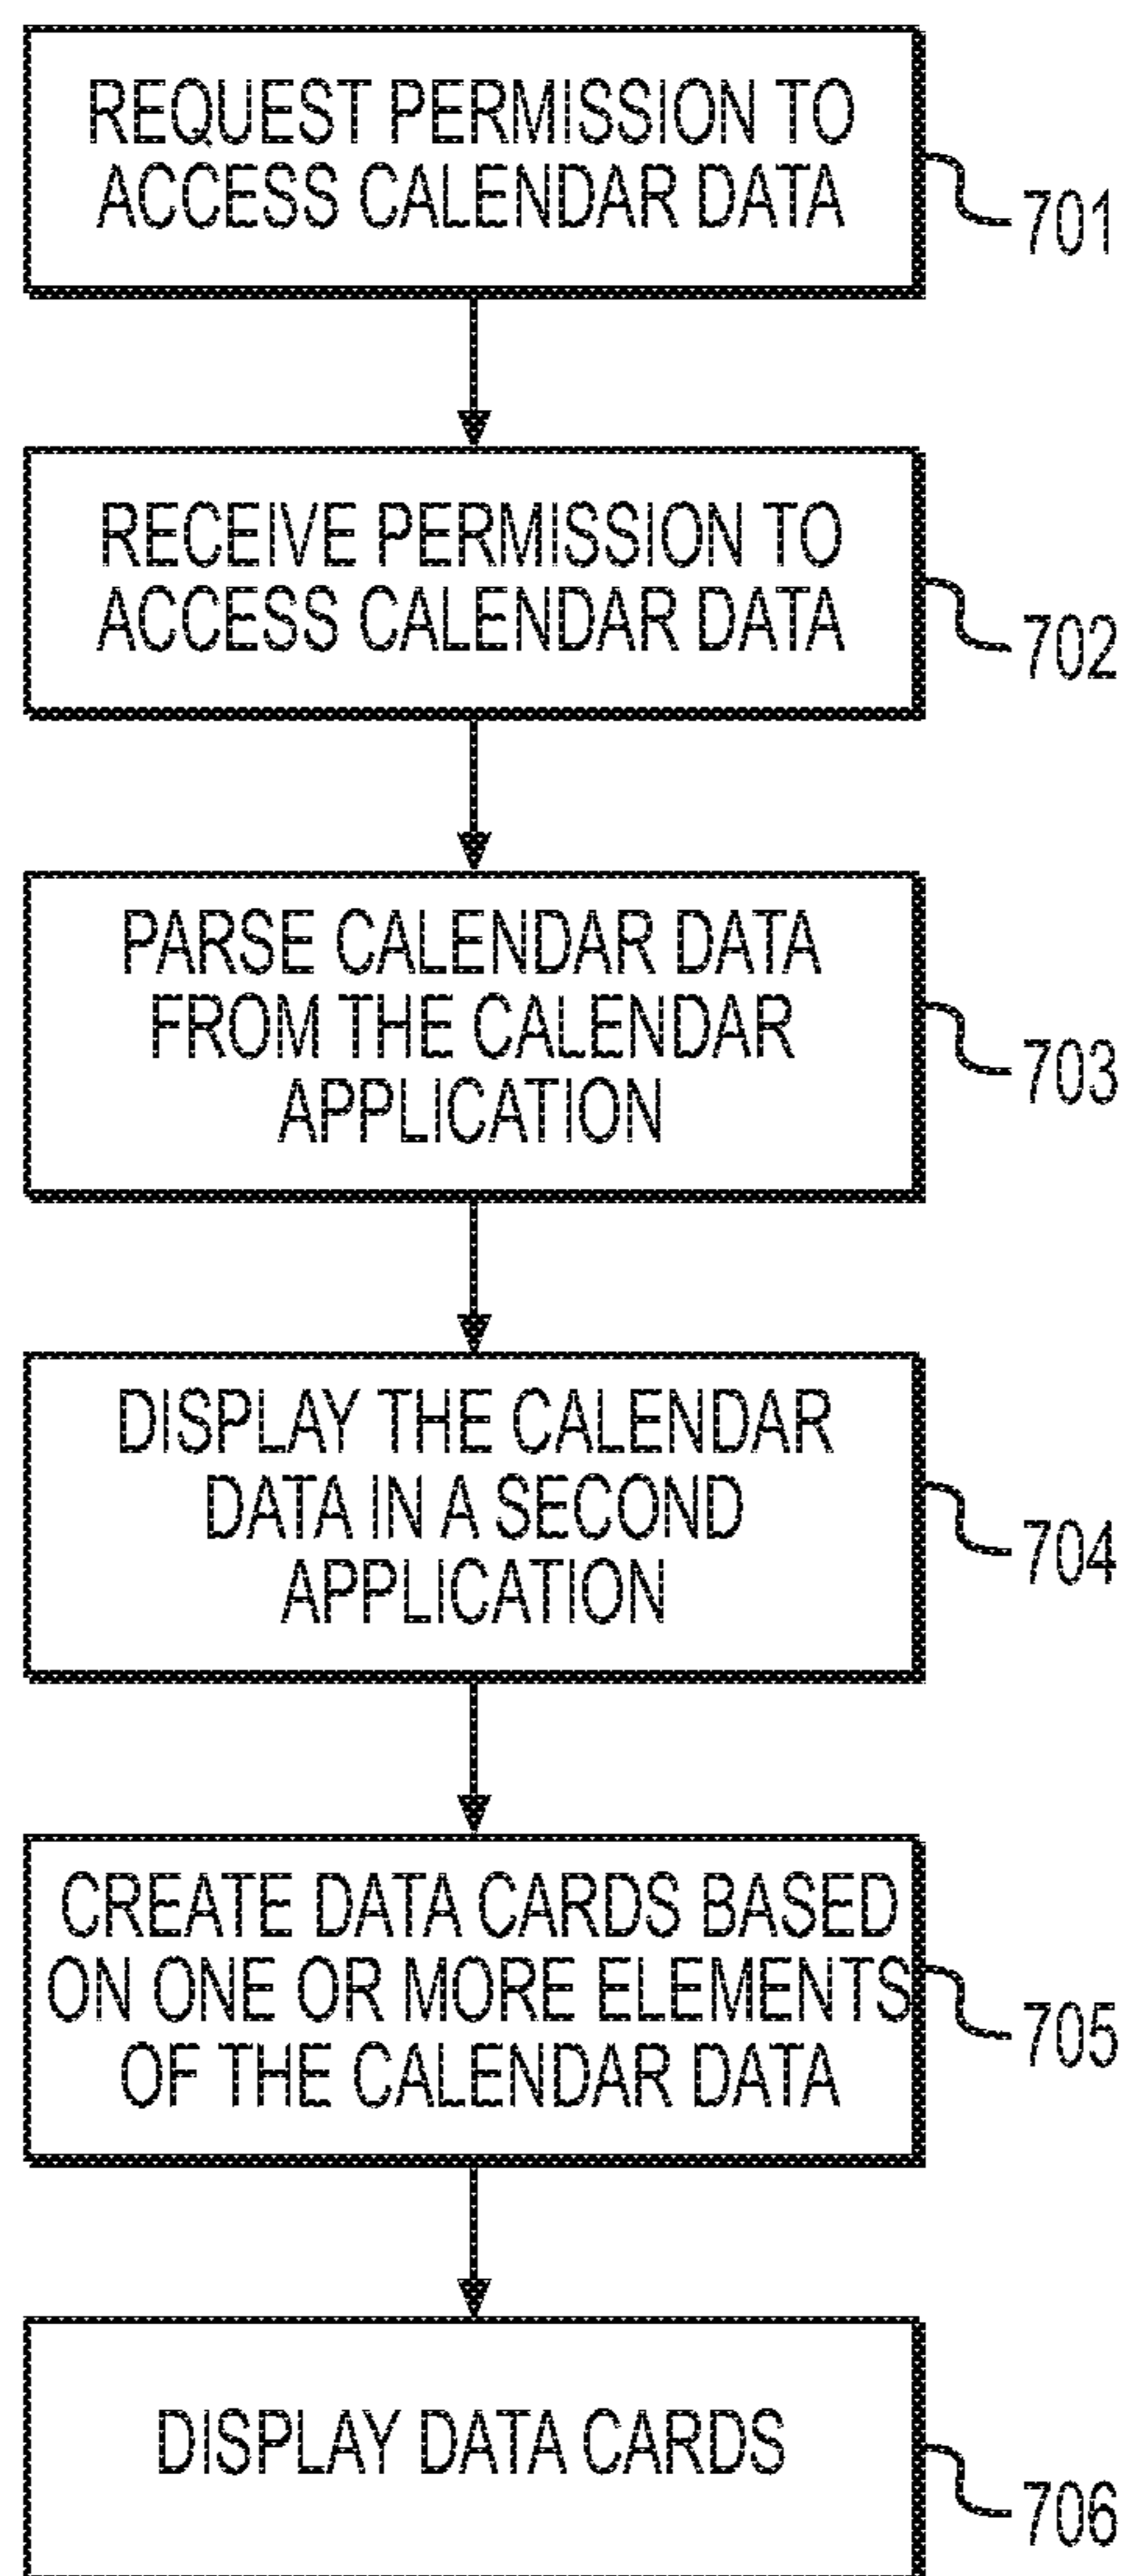 REQUEST PERMISSION TO
ACCESS CALENDAR DATA
701
RECEIVE PERMISSION TO
ACCESS CALENDAR DATA
702
PARSE CALENDAR DATA
FROM THE CALENDAR
APPLICATION
703
DISPLAY THE CALENDAR
DATA IN A SECOND
APPLICATION
704
CREATE DATA CARDS BASED
ON ONE OR MORE ELEMENTS
OF THE CALENDAR DATA
705
DISPLAY DATA CARDS
706